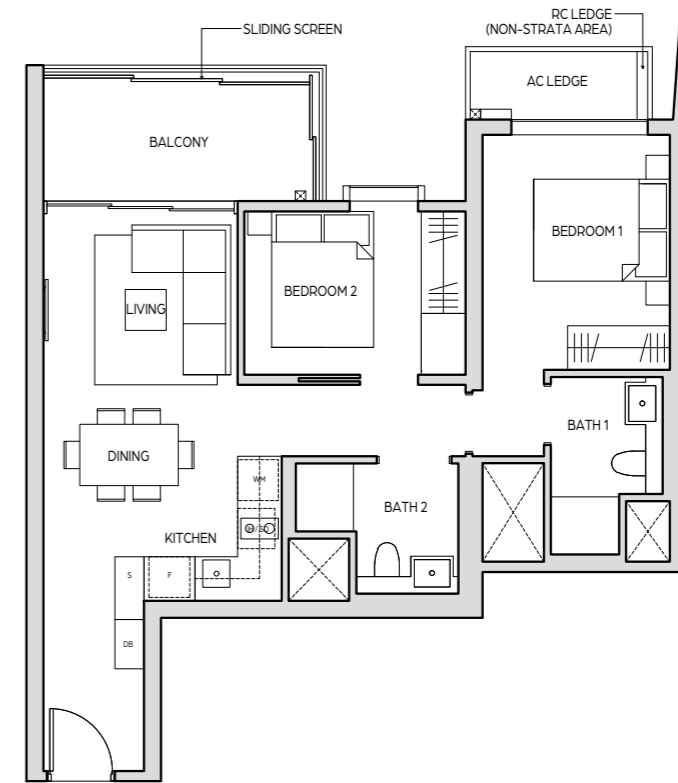 SLIDING SCREEN
RC LEDGE
(NON-STRATA AREA)
AC LEDGE
BALCONY
BEDROOM 1
BEDROOM 2
LIVING
BATH 1
DINING
WM
BATH 2
KITCHEN
S
F
DB